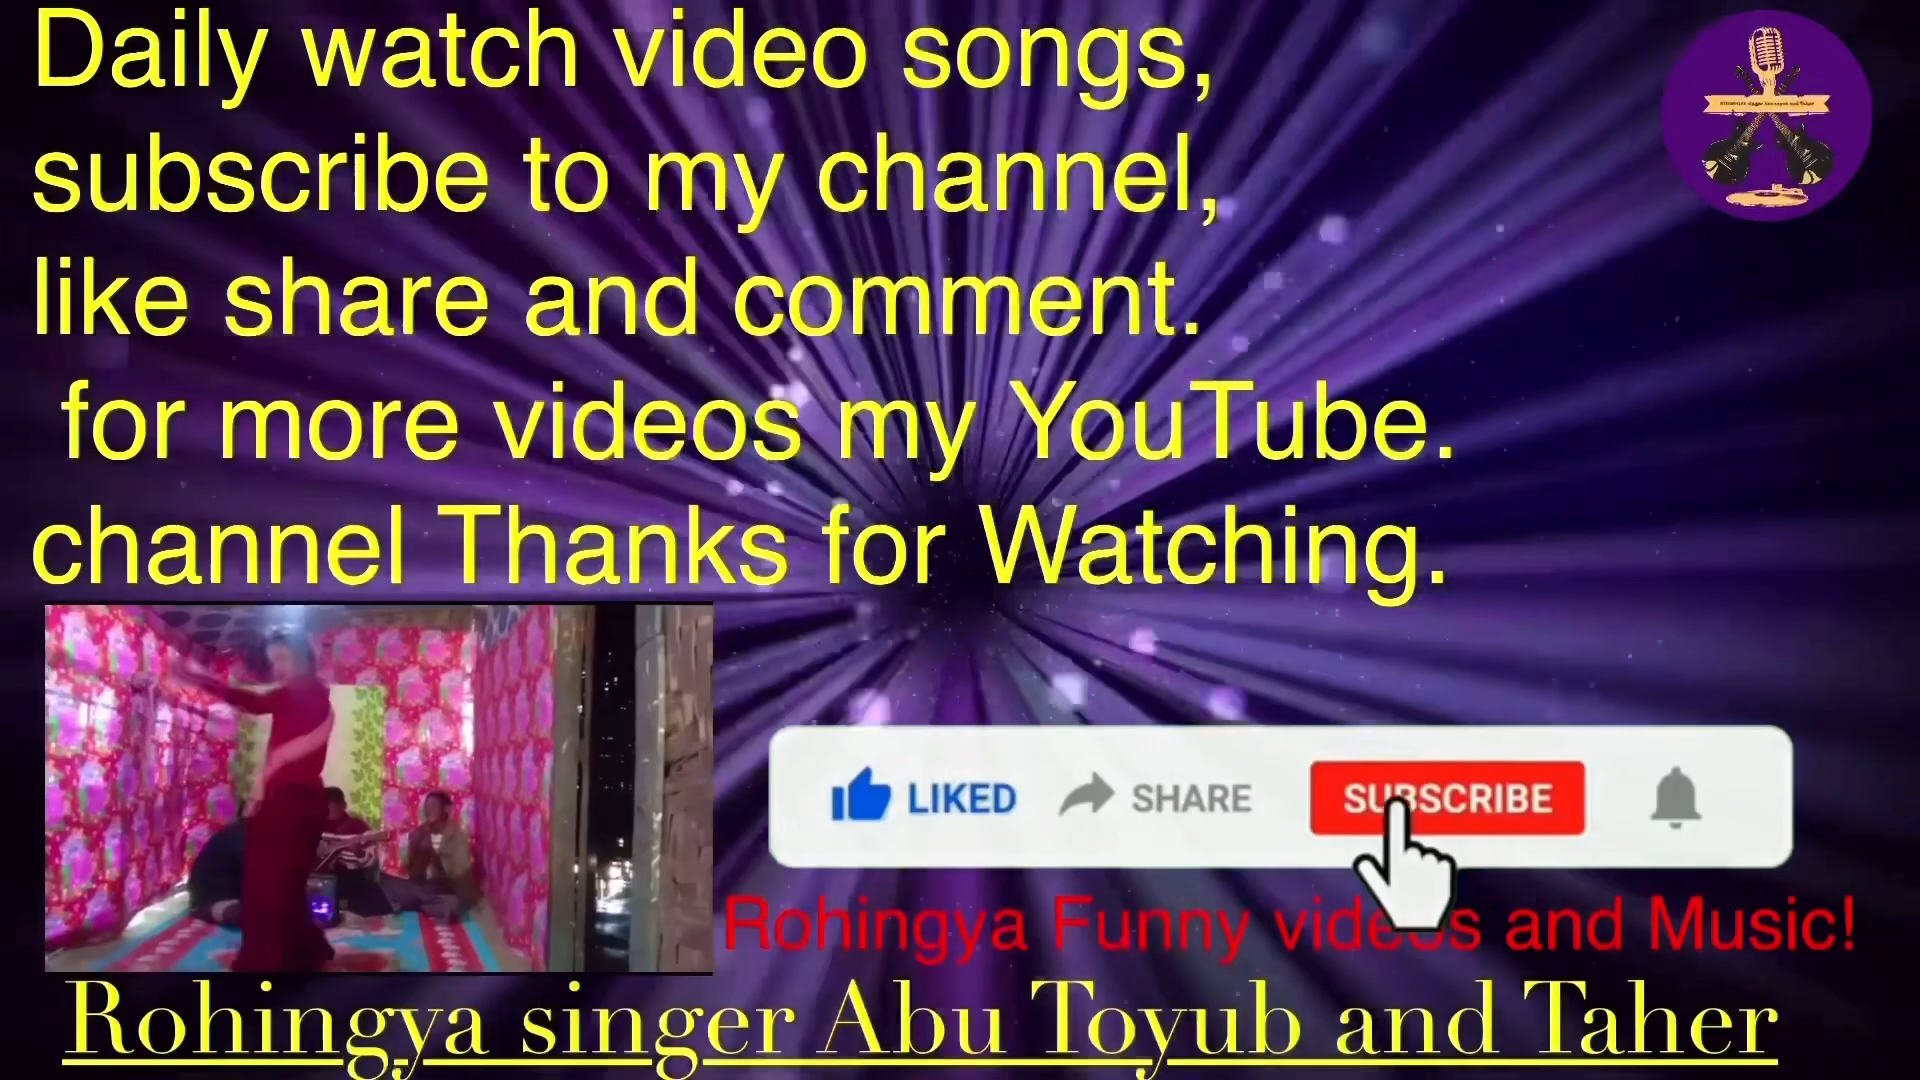 Daily watch video songs,
subscribe to my channel,
like share and comment.
for more videos my YouTube.
channel Thanks for Watching.
LIKED SHARE SUBSCRIBE
Rohingya Funny videos and Music!
Rohingya singer Abu Toyub and Taher